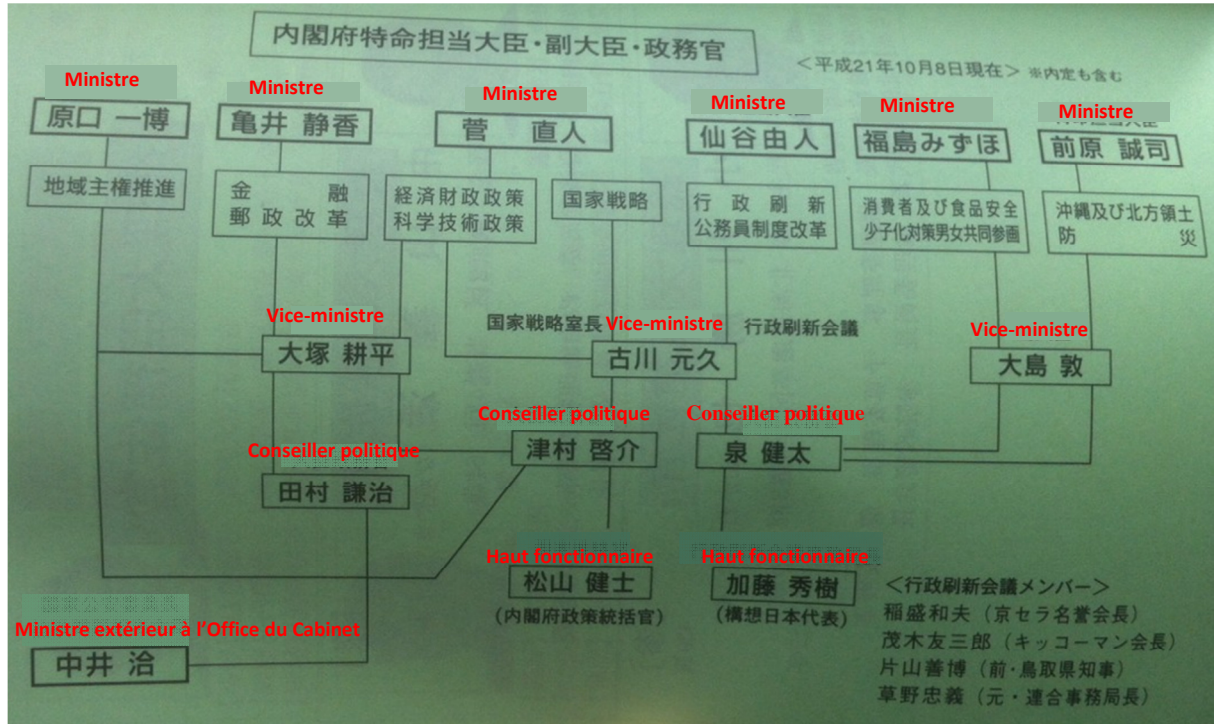 内閣府特命担当大臣・副大臣・政務官
＜平成21年10月8日現在＞ ※内定も含む
Ministre
原口 一博
地域主権推進
Ministre
亀井 静香
金 融
郵政改革
Ministre
菅 直人
経済財政政策
科学技術政策
国家戦略
Ministre
仙谷由人
行政刷新
公務員制度改革
Ministre
福島みずほ
消費者及び食品安全
少子化対策男女共同参画
Ministre
前原 誠司
沖縄及び北方領土
防 災
Vice-ministre
大塚 耕平
国家戦略室長
Vice-ministre
古川 元久
行政刷新会議
Vice-ministre
大島 敦
Conseiller politique
田村 謙治
Conseiller politique
津村 啓介
Conseiller politique
泉 健太
Haut fonctionnaire
松山 健士
(内閣府政策統括官)
Haut fonctionnaire
加藤 秀樹
(構想日本代表)
Ministre extérieur à l’Office du Cabinet
中井 洽
＜行政刷新会議メンバー＞
稲盛和夫（京セラ名誉会長）
茂木友三郎（キッコーマン会長）
片山善博（前・鳥取県知事）
草野忠義（元・連合事務局長）